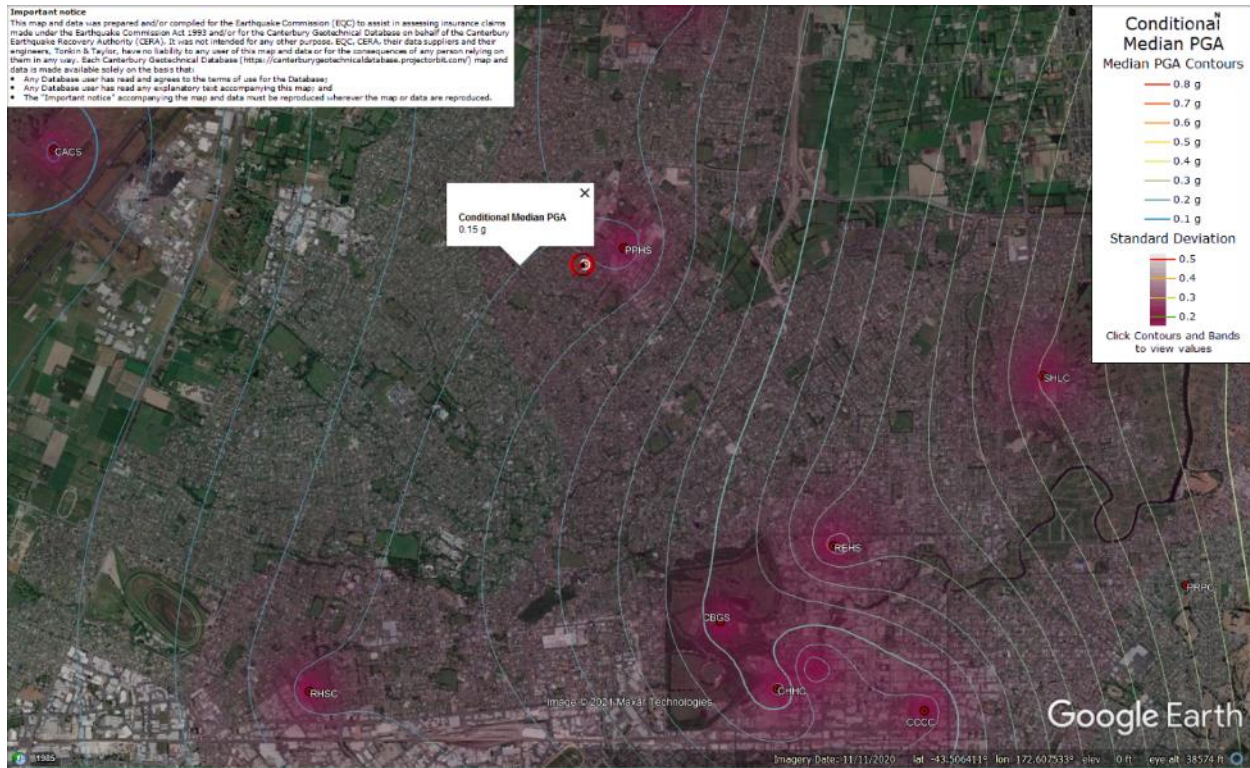 Important notice
This map and data was prepared and/or compiled for the Earthquake Commission (EQC) to assist in assessing insurance claims
made under the Earthquake Commission Act 1993 and/or for the Canterbury Geotechnical Database on behalf of the Canterbury
Earthquake Recovery Authority (CERA). It was not intended for any other purpose. EQC, CERA, their data suppliers and their
engineers, Tonkin & Taylor, have no liability to any user of this map and data or for the consequences of any person relying on
them in any way. Each Canterbury Geotechnical Database (https://canterburygeotechnicaldatabase.projectorbit.com/) map and
data is made available solely on the basis that:
• Any Database user has read and agrees to the terms of use for the Database;
• Any Database user has read any explanatory text accompanying this map; and
• The "Important notice" accompanying the map and data must be reproduced wherever the map or data are reproduced.
N
Conditional
Median PGA
Median PGA Contours
0.8 g
0.7 g
0.6 g
0.5 g
0.4 g
0.3 g
0.2 g
0.1 g
Standard Deviation
0.5
0.4
0.3
0.2
Click Contours and Bands
to view values
CACS
Conditional Median PGA
0.15 g
PPHS
SHLC
REHS
PRPC
CBGS
RHSC
CHHC
CCCC
Image © 2021 Maxar Technologies
Google Earth
1985
Imagery Date: 11/11/2020 lat -43.506411° lon 172.607533° elev 0 ft eye alt 38574 ft